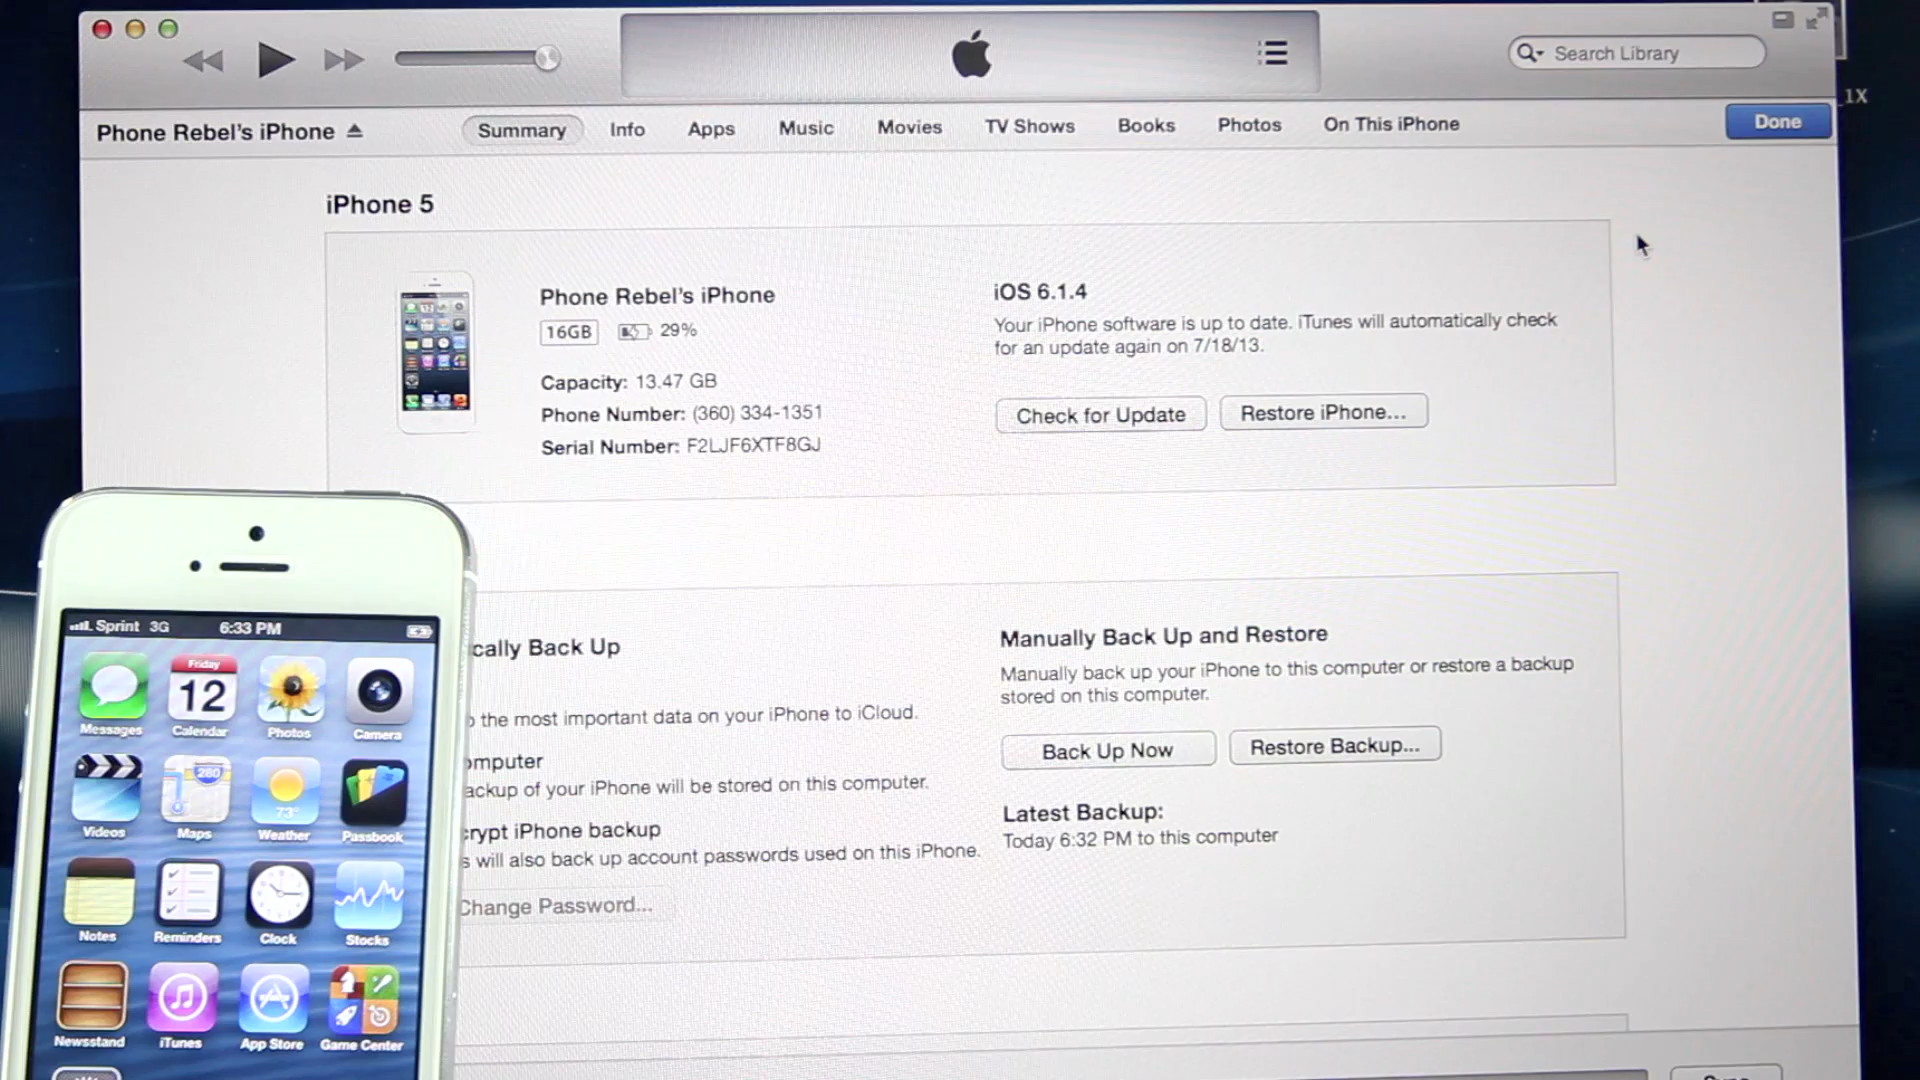 Search Library
1X
Phone Rebel's iPhone
Summary Info Apps Music Movies TV Shows Books Photos On This iPhone
Done
iPhone 5
Phone Rebel's iPhone
16GB 29%
Capacity: 13.47 GB
Phone Number: (360) 334-1351
Serial Number: F2LJF6XTF8GJ
iOS 6.1.4
Your iPhone software is up to date. iTunes will automatically check
for an update again on 7/18/13.
Check for Update Restore iPhone...
cally Back Up
the most important data on your iPhone to iCloud.
omputer
ackup of your iPhone will be stored on this computer.
crypt iPhone backup
s will also back up account passwords used on this iPhone.
Change Password...
Manually Back Up and Restore
Manually back up your iPhone to this computer or restore a backup
stored on this computer.
Back Up Now Restore Backup...
Latest Backup:
Today 6:32 PM to this computer
Sprint 3G 6:33 PM
Friday
12
Messages Calendar Photos Camera
280
73°
Videos Maps Weather Passbook
Notes Reminders Clock Stocks
Newsstand iTunes App Store Game Center